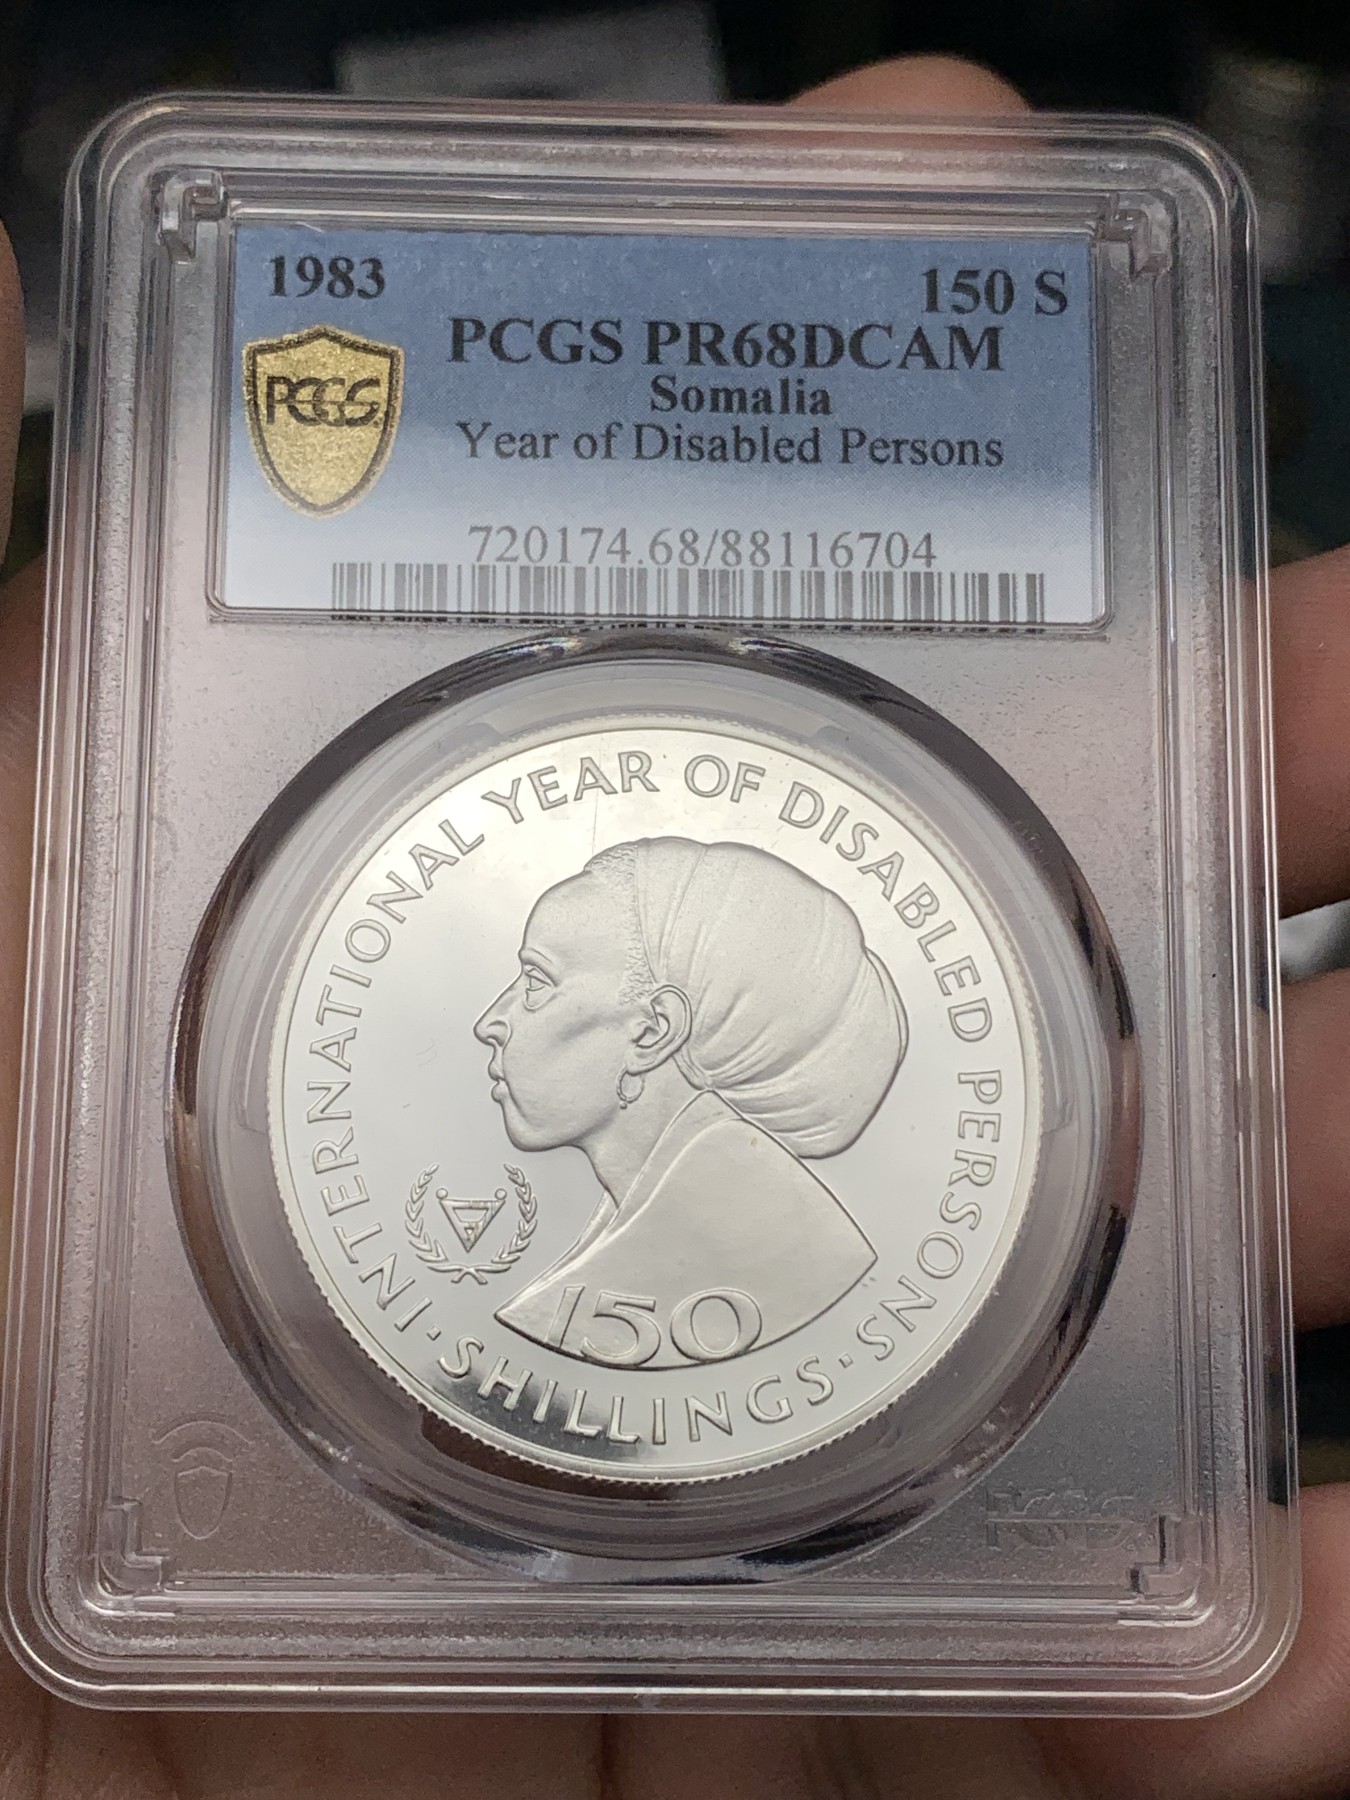 1983
150 S
PCGS PR68DCAM
Somalia
PCGS
Year of Disabled Persons
720174.68/88116704
INTERNATIONAL YEAR OF DISABLED PERSONS
150
· SHILLINGS ·
PCGS